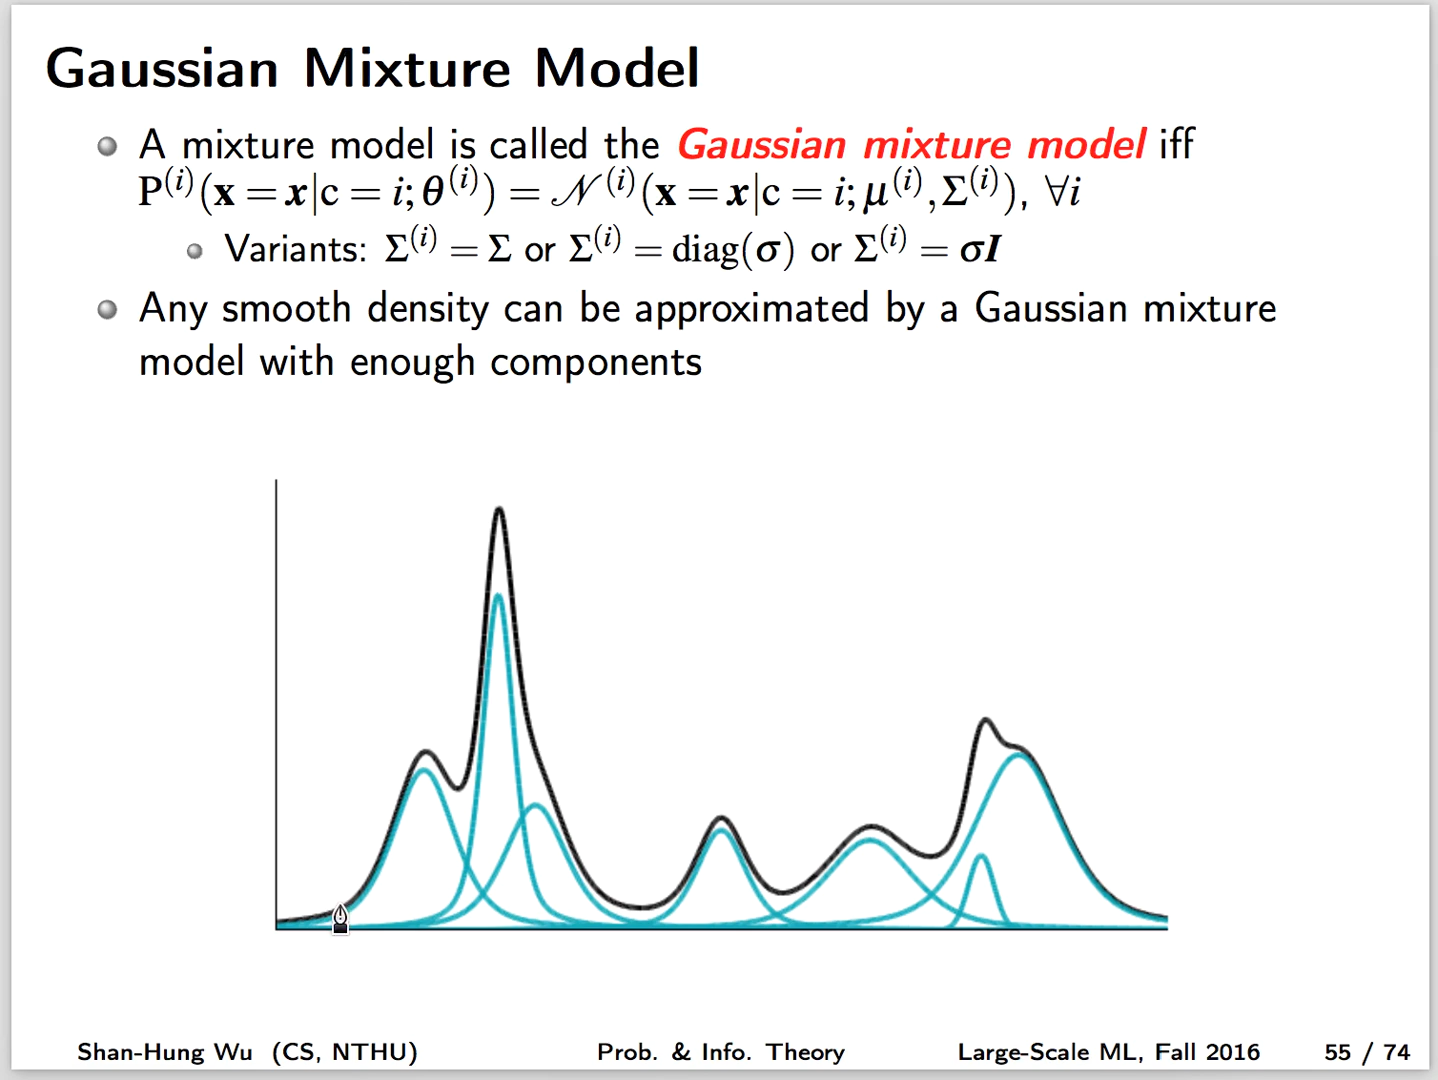 Gaussian Mixture Model
A mixture model is called the Gaussian mixture model iff
P⁽ⁱ⁾(x = x|c = i; θ⁽ⁱ⁾) = 𝒩⁽ⁱ⁾(x = x|c = i; μ⁽ⁱ⁾, Σ⁽ⁱ⁾), ∀i
Variants: Σ⁽ⁱ⁾ = Σ or Σ⁽ⁱ⁾ = diag(σ) or Σ⁽ⁱ⁾ = σI
Any smooth density can be approximated by a Gaussian mixture
model with enough components
Shan-Hung Wu (CS, NTHU) Prob. & Info. Theory Large-Scale ML, Fall 2016 55 / 74